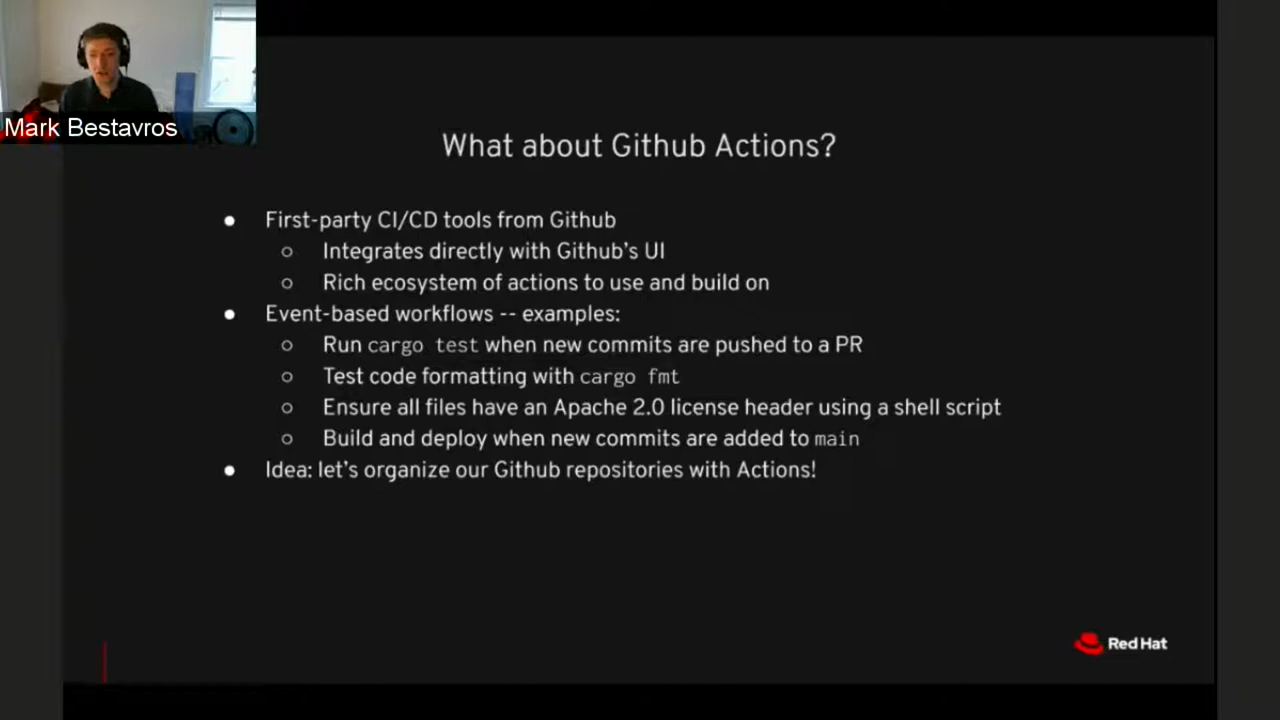 Mark Bestavros
What about Github Actions?
● First-party CI/CD tools from Github
○ Integrates directly with Github's UI
○ Rich ecosystem of actions to use and build on
● Event-based workflows -- examples:
○ Run cargo test when new commits are pushed to a PR
○ Test code formatting with cargo fmt
○ Ensure all files have an Apache 2.0 license header using a shell script
○ Build and deploy when new commits are added to main
● Idea: let's organize our Github repositories with Actions!
Red Hat